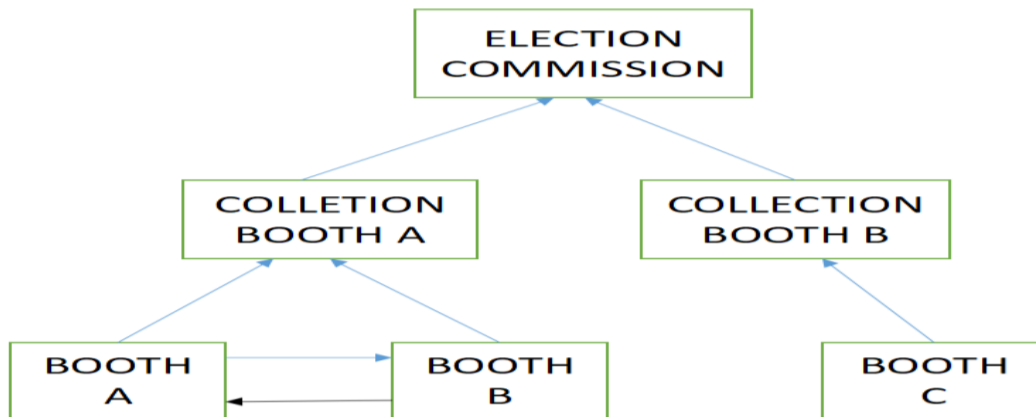 ELECTION
COMMISSION
COLLETION
BOOTH A
COLLECTION
BOOTH B
BOOTH
A
BOOTH
B
BOOTH
C